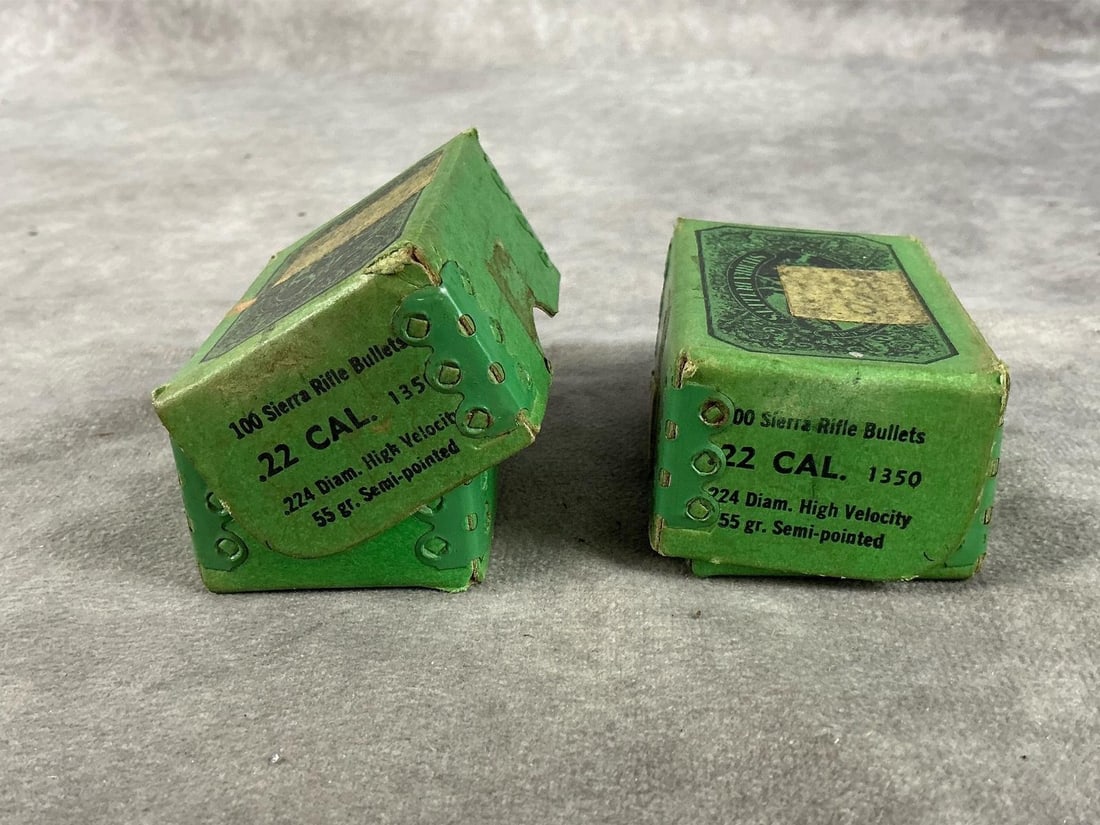 100 Sierra Rifle Bullets
.22 CAL. 135
.224 Diam. High Velocity
55 gr. Semi-pointed
00 Sierra Rifle Bullets
22 CAL. 1350
224 Diam. High Velocity
55 gr. Semi-pointed